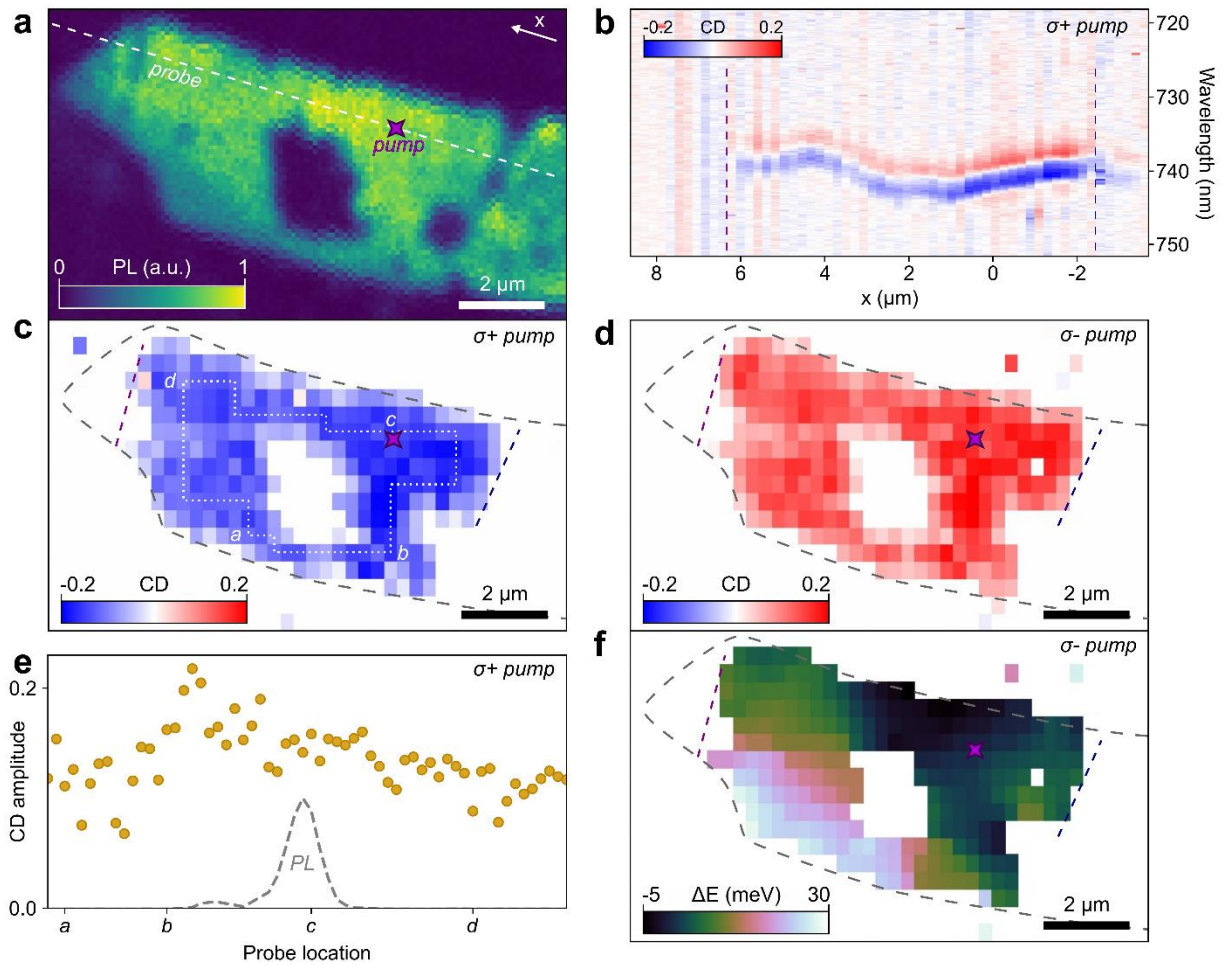 a
x
probe
pump
0 PL (a.u.) 1
2 µm
b
-0.2 CD 0.2
σ+ pump
720
730
740
750
Wavelength (nm)
8 6 4 2 0 -2
x (µm)
c
σ+ pump
d
c
a
b
-0.2 CD 0.2
2 µm
d
σ- pump
-0.2 CD 0.2
2 µm
e
σ+ pump
0.2
0.0
CD amplitude
PL
a b c d
Probe location
f
σ- pump
-5 ΔE (meV) 30
2 µm